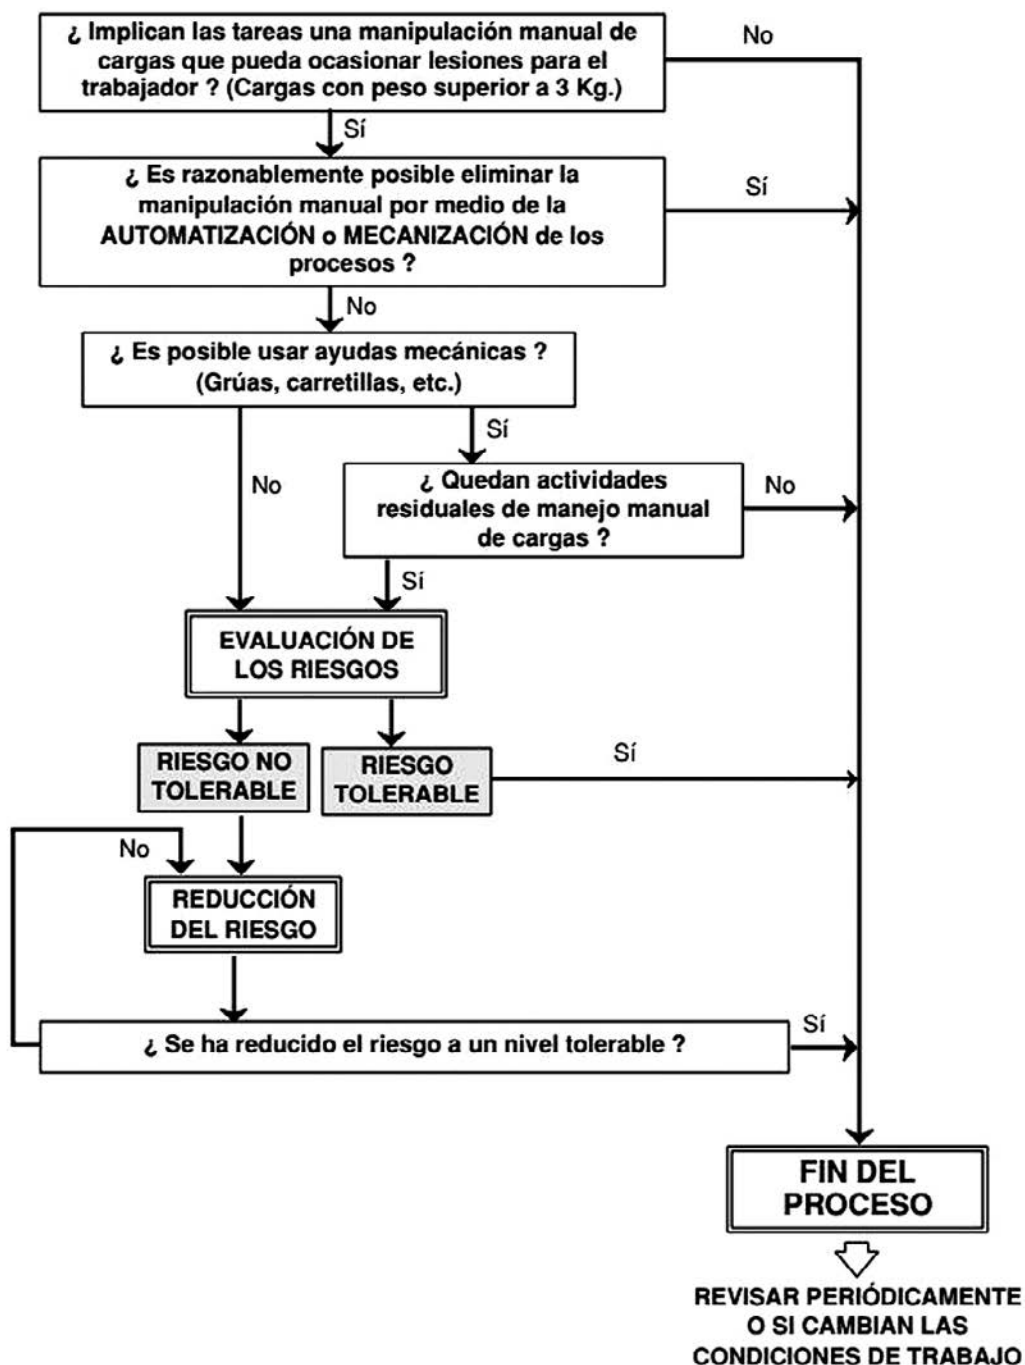 ¿ Implican las tareas una manipulación manual de
cargas que pueda ocasionar lesiones para el
trabajador ? (Cargas con peso superior a 3 Kg.)
No
Sí
¿ Es razonablemente posible eliminar la
manipulación manual por medio de la
AUTOMATIZACIÓN o MECANIZACIÓN de los
procesos ?
Sí
No
¿ Es posible usar ayudas mecánicas ?
(Grúas, carretillas, etc.)
Sí
No
¿ Quedan actividades
residuales de manejo manual
de cargas ?
No
Sí
EVALUACIÓN DE
LOS RIESGOS
RIESGO NO
TOLERABLE
RIESGO
TOLERABLE
Sí
No
REDUCCIÓN
DEL RIESGO
¿ Se ha reducido el riesgo a un nivel tolerable ?
Sí
FIN DEL
PROCESO
REVISAR PERIÓDICAMENTE
O SI CAMBIAN LAS
CONDICIONES DE TRABAJO